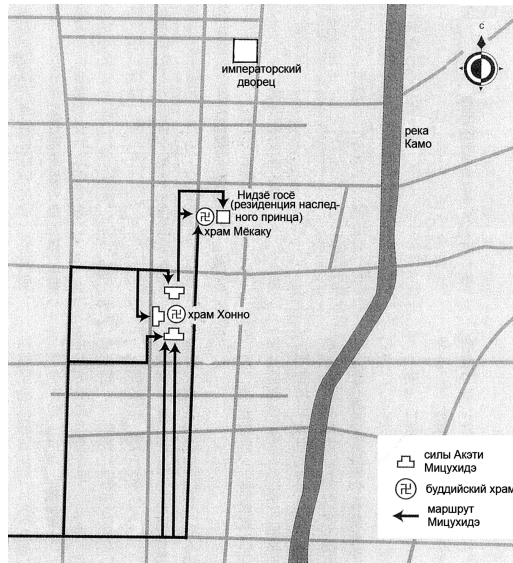 с
императорский
дворец
река
Камо
Нидзё госё
(резиденция наслед-
ного принца)
храм Мёкаку
храм Хонно
силы Акэти
Мицухидэ
буддийский храм
маршрут
Мицухидэ